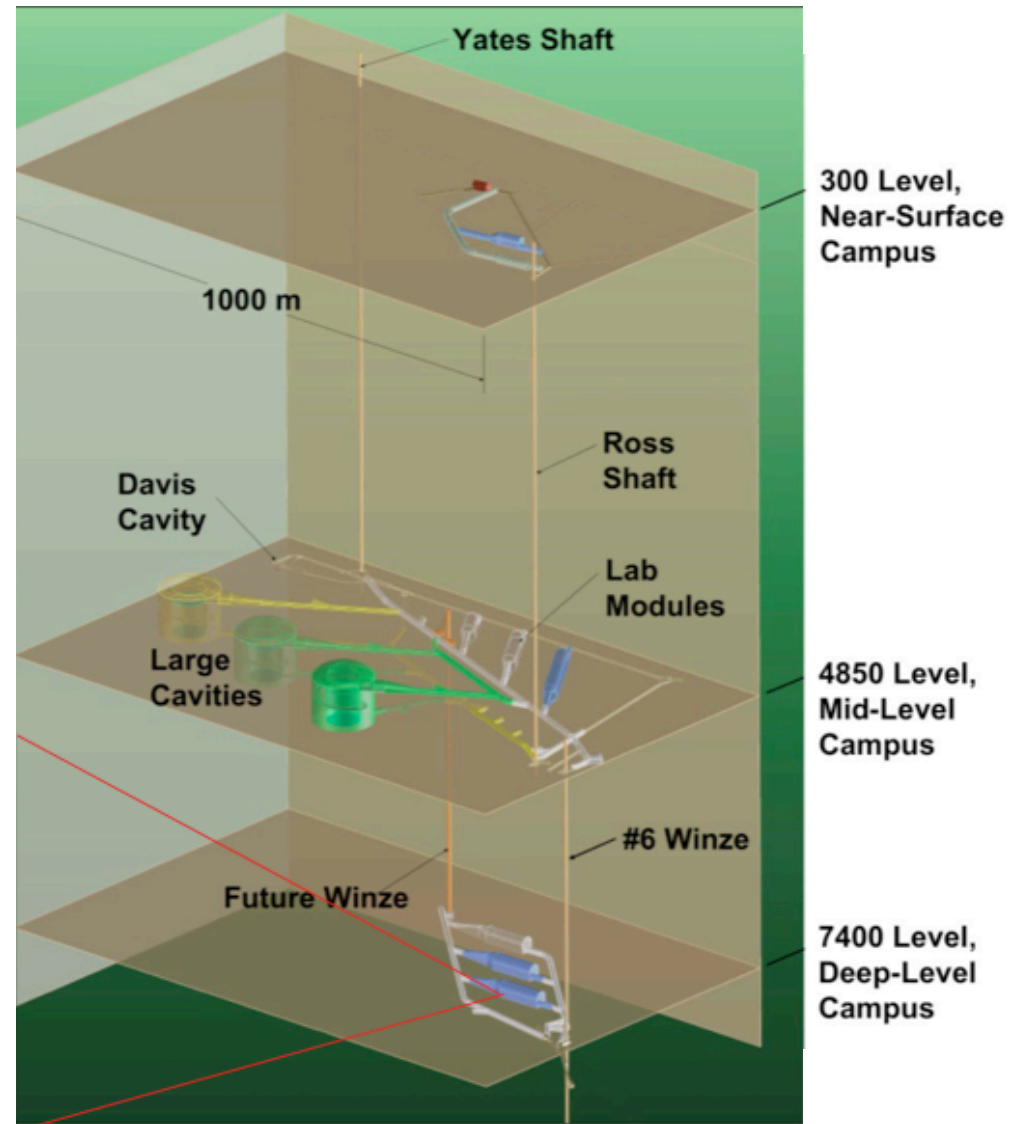 Yates Shaft
300 Level,
Near-Surface
Campus
1000 m
Ross
Shaft
Davis
Cavity
Lab
Modules
Large
Cavities
4850 Level,
Mid-Level
Campus
#6 Winze
Future Winze
7400 Level,
Deep-Level
Campus